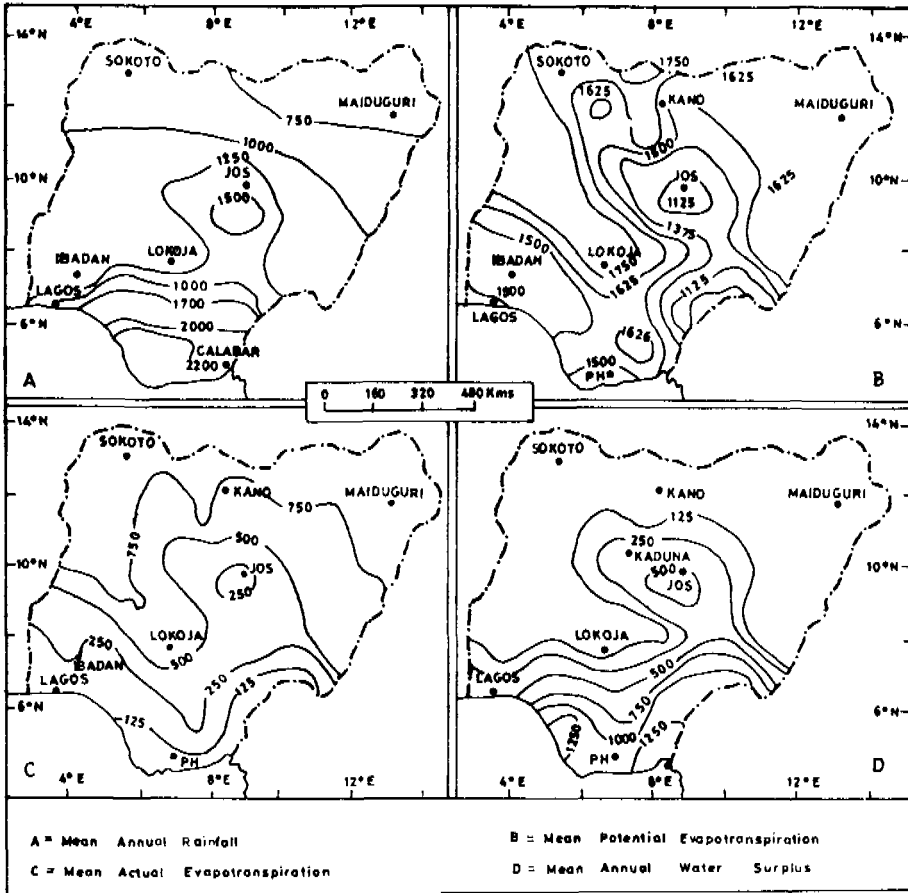 4°E 8°E 12°E
14°N
SOKOTO
MAIDUGURI
750
1000
1250
JOS
10°N
1500
LOKOJA
IBADAN
LAGOS
1000
1700
6°N
2000
CALABAR
2200
A
4°E 8°E 12°E
14°N
SOKOTO
1750
1625
1625
KANO
MAIDUGURI
1500
JOS
10°N
1125
1625
1375
LOKOJA
1500
IBADAN
1750
1625
1125
LAGOS
6°N
1625
1500
PH
B
0 160 320 480 Kms
14°N
SOKOTO
KANO
MAIDUGURI
750
750
500
10°N
JOS
250
LOKOJA
250
IBADAN
500
LAGOS
250
125
6°N
125
PH
C
4°E 8°E 12°E
14°N
SOKOTO
KANO
MAIDUGURI
125
250
KADUNA
10°N
500
JOS
LOKOJA
500
LAGOS
750
6°N
1000
1250
1250
PH
D
4°E 8°E 12°E
A = Mean Annual Rainfall
B = Mean Potential Evapotranspiration
C = Mean Actual Evapotranspiration
D = Mean Annual Water Surplus